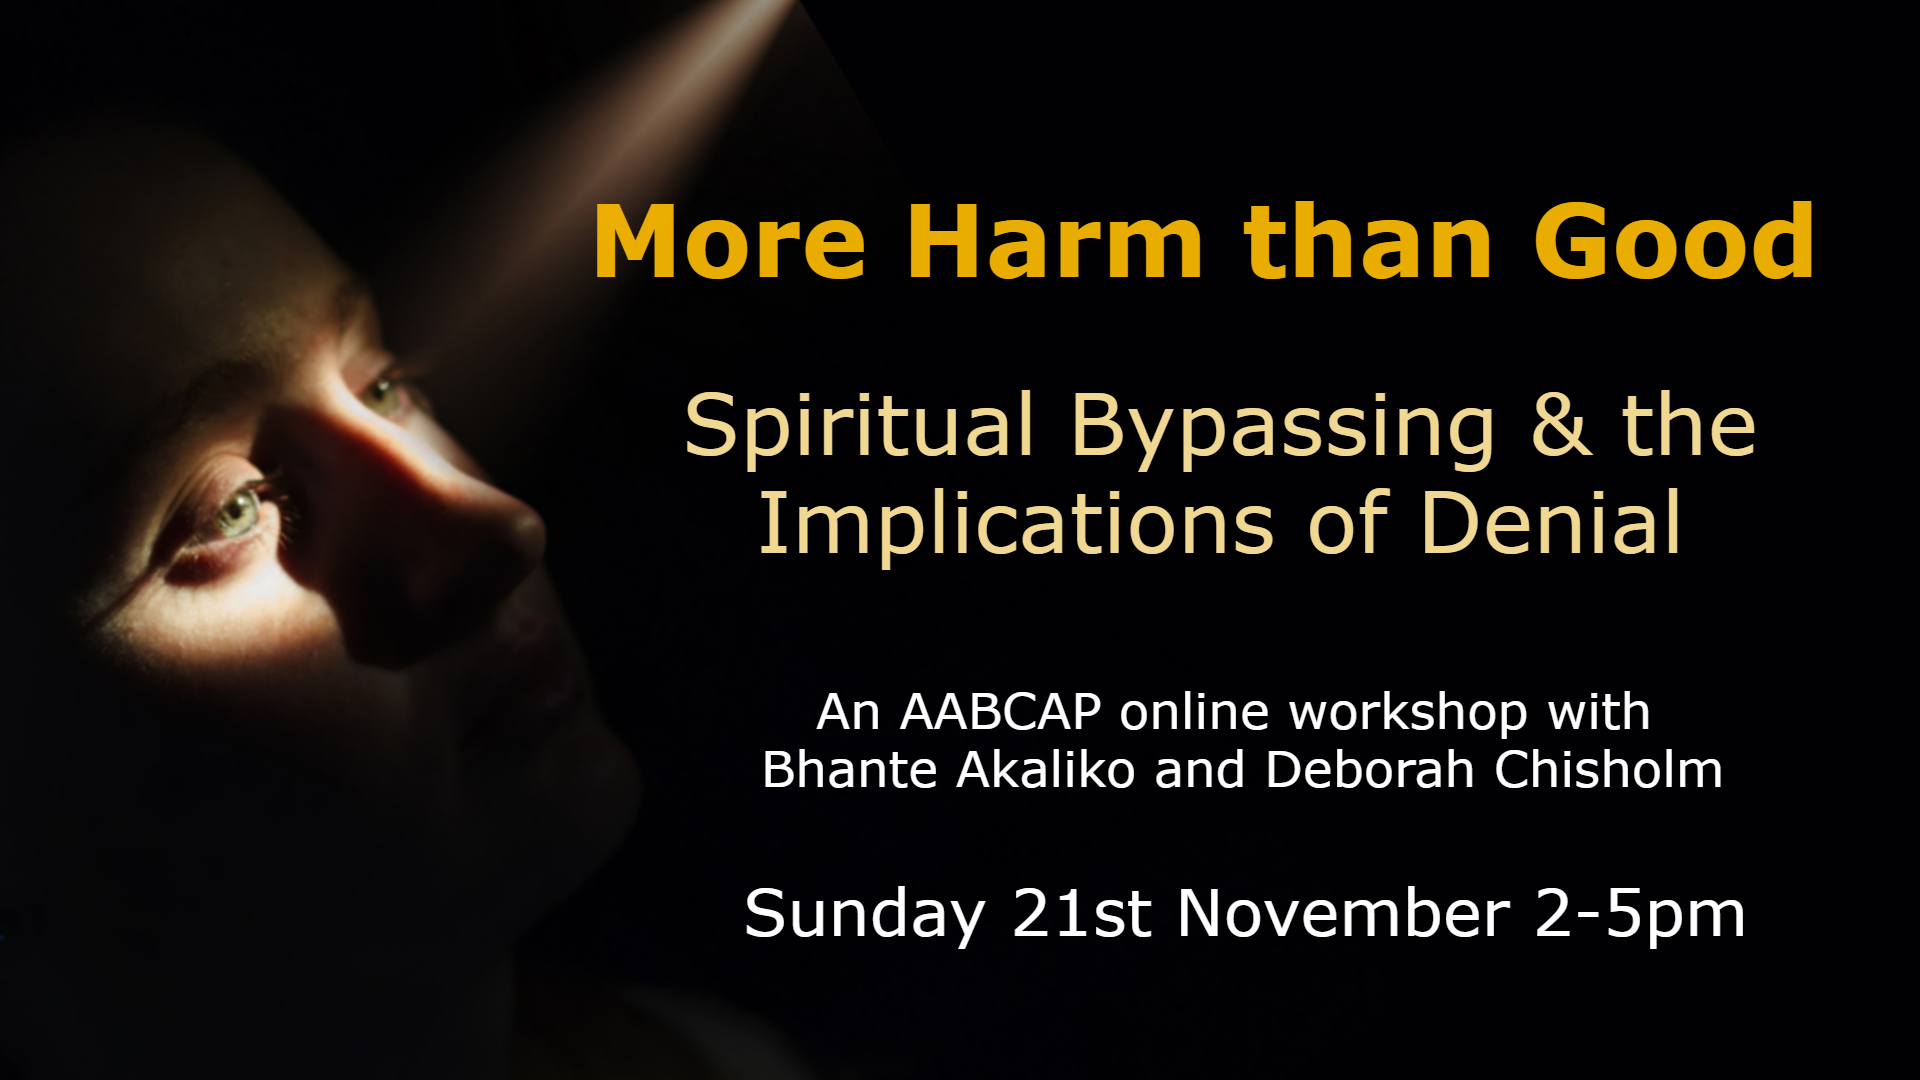 More Harm than Good
Spiritual Bypassing & the
Implications of Denial
An AABCAP online workshop with
Bhante Akaliko and Deborah Chisholm
Sunday 21st November 2-5pm